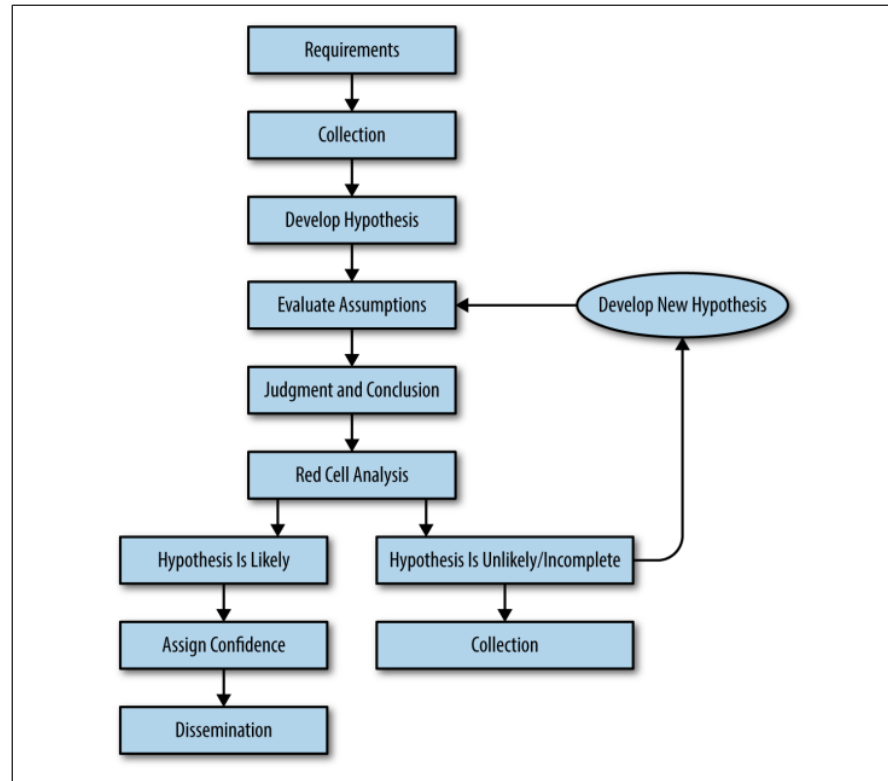 Requirements
Collection
Develop Hypothesis
Evaluate Assumptions
Develop New Hypothesis
Judgment and Conclusion
Red Cell Analysis
Hypothesis Is Likely
Hypothesis Is Unlikely/Incomplete
Assign Confidence
Collection
Dissemination